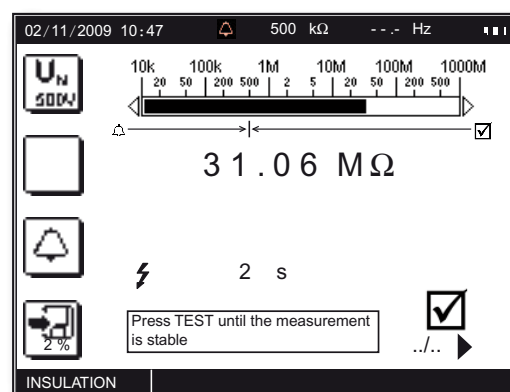 02/11/2009 10:47 500 kΩ - -.- Hz
UN
500V
10k 100k 1M 10M 100M 1000M
20 50 200 500 2 5 20 50 200 500
31.06 MΩ
2 s
2 %
Press TEST until the measurement
is stable
../..
INSULATION